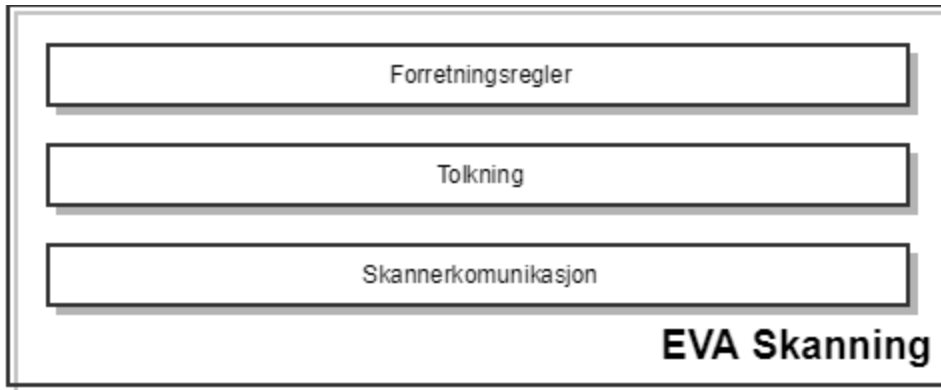 Forretningsregler
Tolkning
Skannerkomunikasjon
EVA Skanning